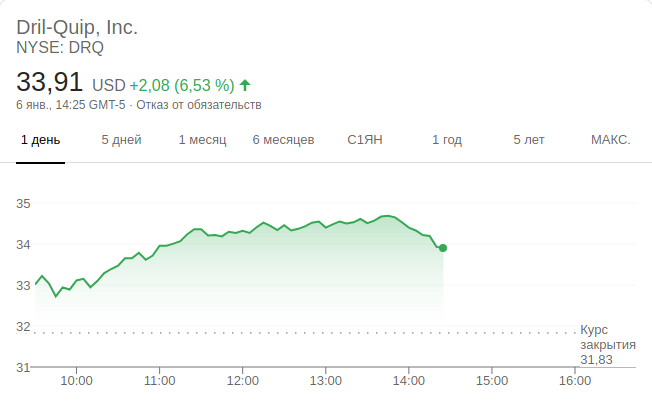 Dril-Quip, Inc.
NYSE: DRQ
33,91 USD +2,08 (6,53 %)
6 янв., 14:25 GMT-5 · Отказ от обязательств
1 день 5 дней 1 месяц 6 месяцев С1ЯН 1 год 5 лет МАКС.
35
34
33
32
31
Курс
закрытия
31,83
10:00 11:00 12:00 13:00 14:00 15:00 16:00